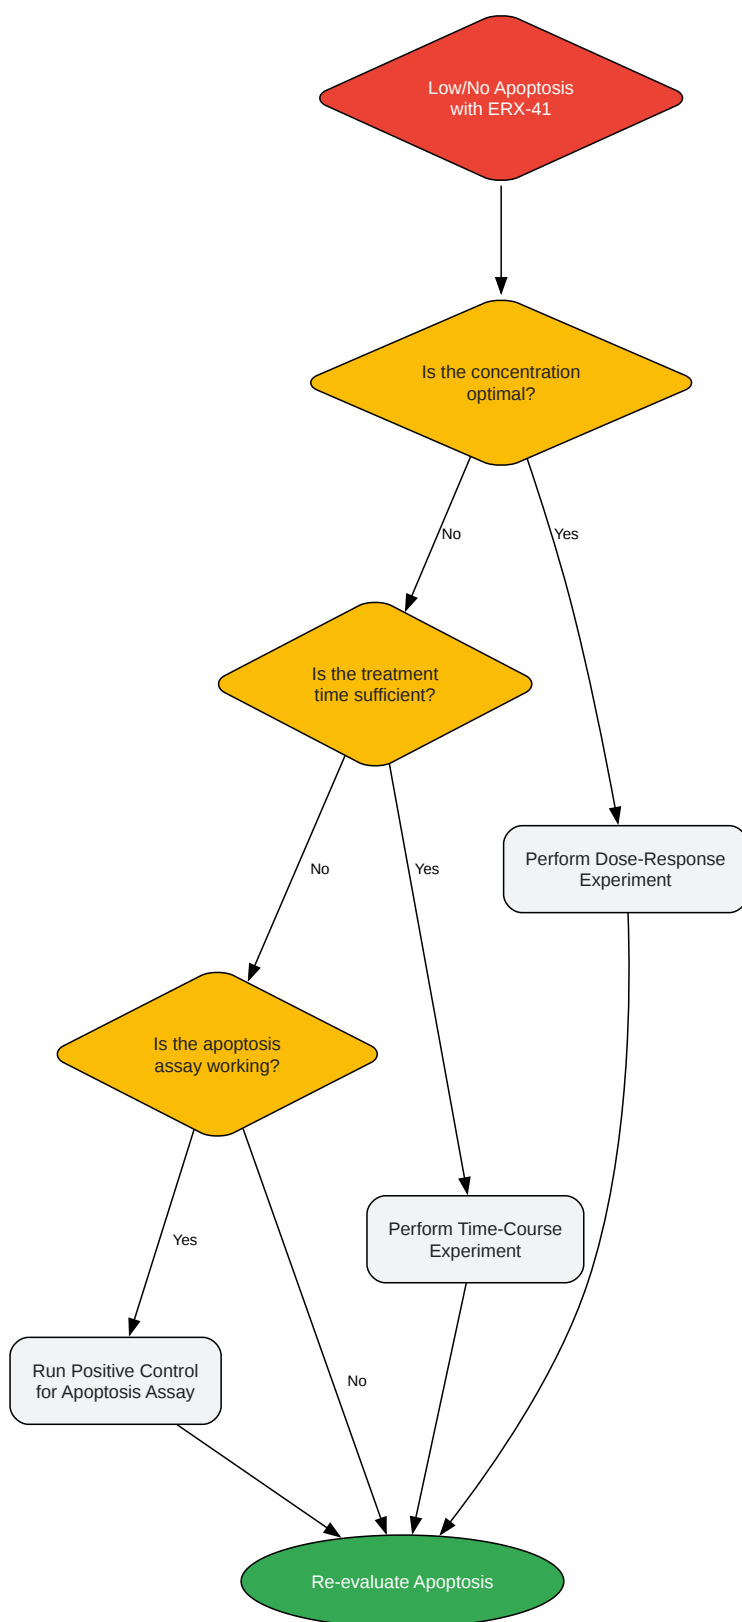 Low/No Apoptosis
with ERX-41
Is the concentration
optimal?
No
Yes
Is the treatment
time sufficient?
No
Yes
Perform Dose-Response
Experiment
Is the apoptosis
assay working?
Yes
No
Perform Time-Course
Experiment
Run Positive Control
for Apoptosis Assay
Re-evaluate Apoptosis